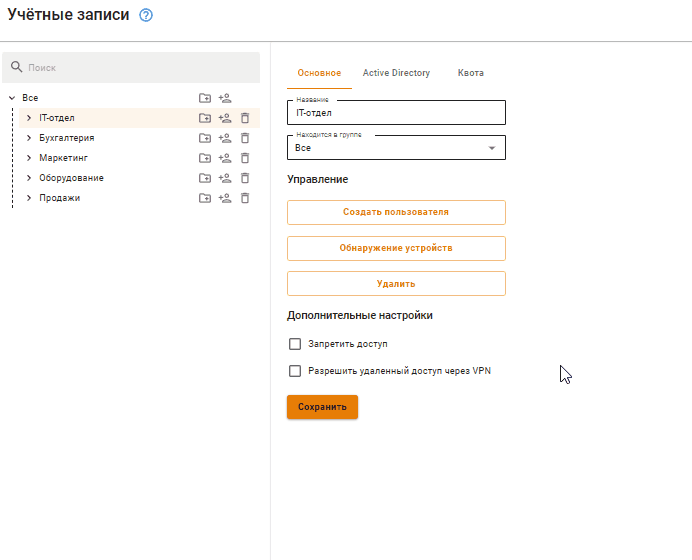 Учётные записи
Поиск
Все
IT-отдел
Бухгалтерия
Маркетинг
Оборудование
Продажи
Основное Active Directory Квота
Название
IT-отдел
Находится в группе
Все
Управление
Создать пользователя
Обнаружение устройств
Удалить
Дополнительные настройки
Запретить доступ
Разрешить удаленный доступ через VPN
Сохранить